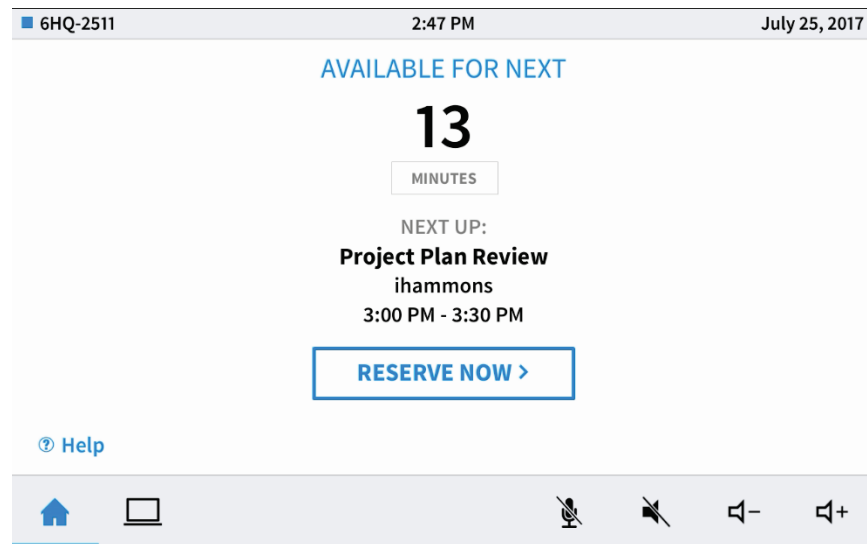 6HQ-2511 2:47 PM July 25, 2017
AVAILABLE FOR NEXT
13
MINUTES
NEXT UP:
Project Plan Review
ihammons
3:00 PM - 3:30 PM
RESERVE NOW >
? Help